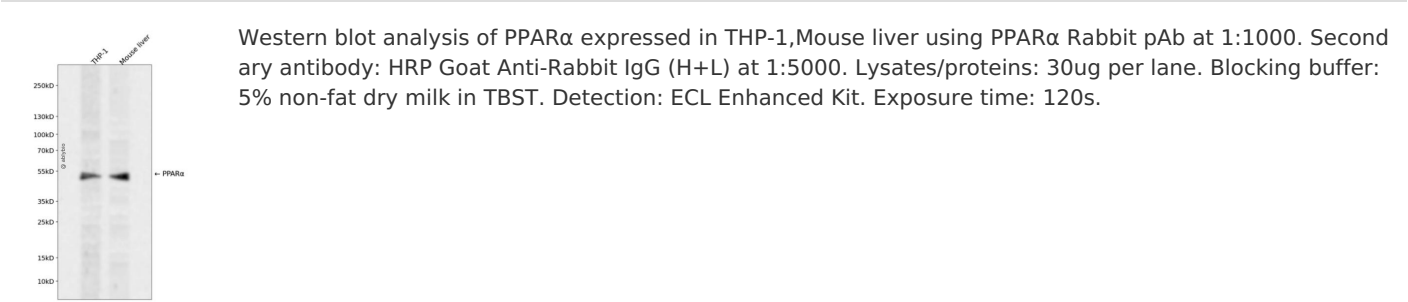 THP-1
Mouse liver
250kD
130kD
100kD
70kD
55kD
35kD
25kD
15kD
10kD
@ abybio
← PPARα
Western blot analysis of PPARα expressed in THP-1,Mouse liver using PPARα Rabbit pAb at 1:1000. Second
ary antibody: HRP Goat Anti-Rabbit IgG (H+L) at 1:5000. Lysates/proteins: 30ug per lane. Blocking buffer:
5% non-fat dry milk in TBST. Detection: ECL Enhanced Kit. Exposure time: 120s.